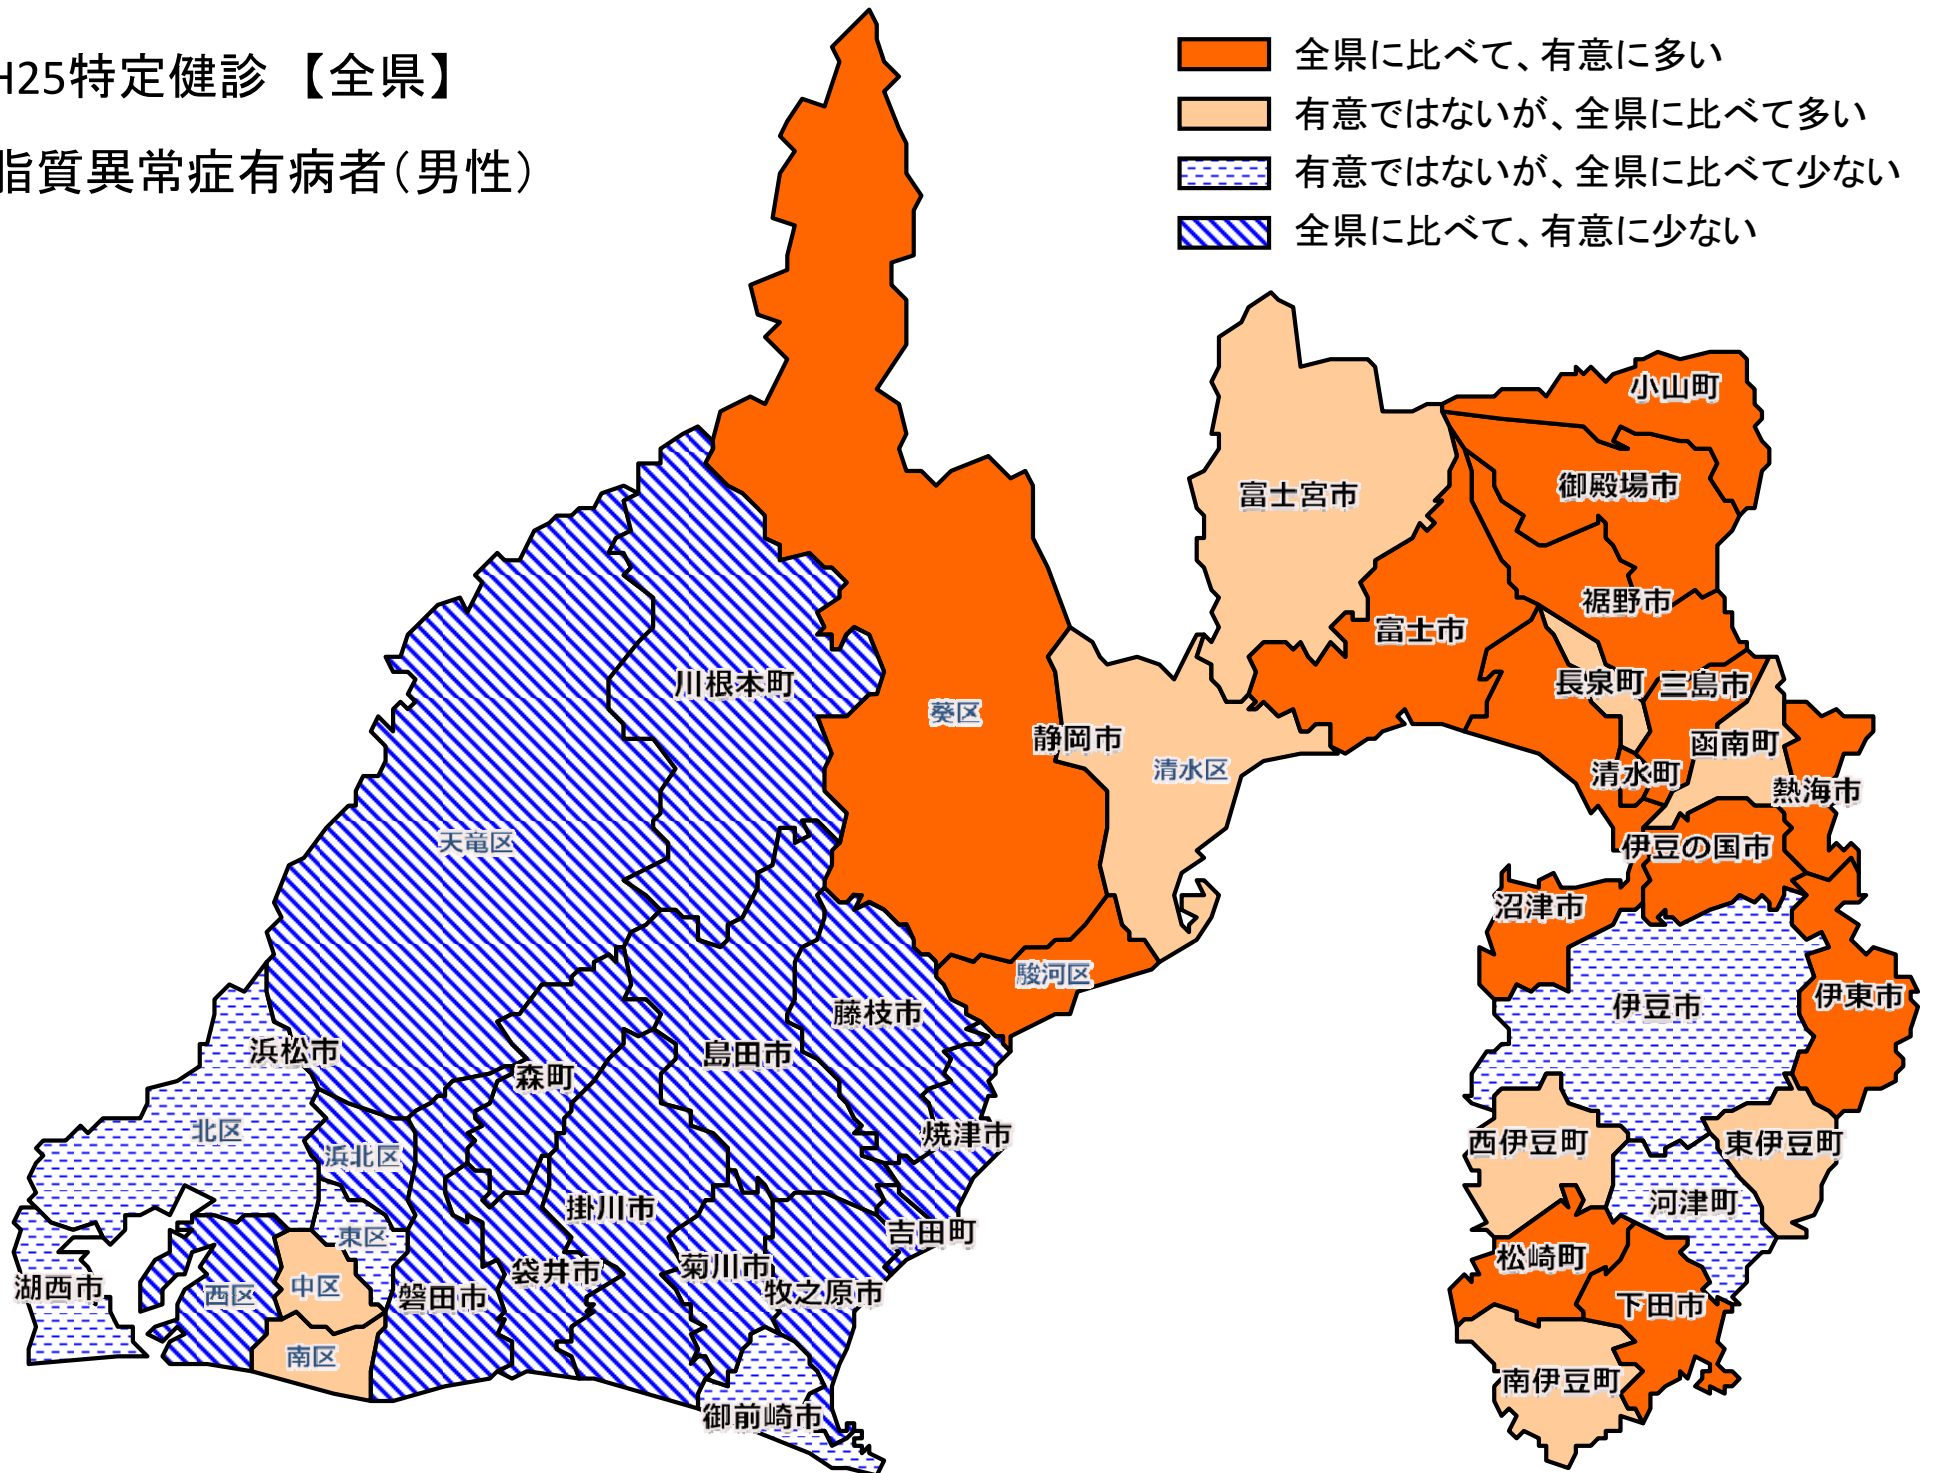 H25特定健診 【全県】
脂質異常症有病者（男性）
全県に比べて、有意に多い
有意ではないが、全県に比べて多い
有意ではないが、全県に比べて少ない
全県に比べて、有意に少ない
小山町
御殿場市
富士宮市
裾野市
富士市
長泉町
三島市
川根本町
葵区
静岡市
函南町
清水区
清水町
熱海市
天竜区
伊豆の国市
沼津市
駿河区
伊東市
伊豆市
藤枝市
浜松市
島田市
森町
北区
焼津市
西伊豆町
東伊豆町
浜北区
掛川市
河津町
東区
吉田町
松崎町
菊川市
袋井市
湖西市
中区
西区
磐田市
牧之原市
下田市
南区
南伊豆町
御前崎市